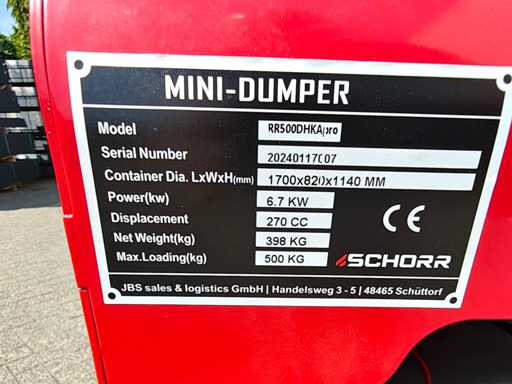 MINI-DUMPER
Model RR500DHKApro
Serial Number 20240117007
Container Dia. LxWxH(mm) 1700x820x1140 MM
Power(kw) 6.7 KW
Displacement 270 CC
Net Weight(kg) 398 KG
Max.Loading(kg) 500 KG
CE
SCHORR
JBS sales & logistics GmbH | Handelsweg 3 - 5 | 48465 Schüttorf